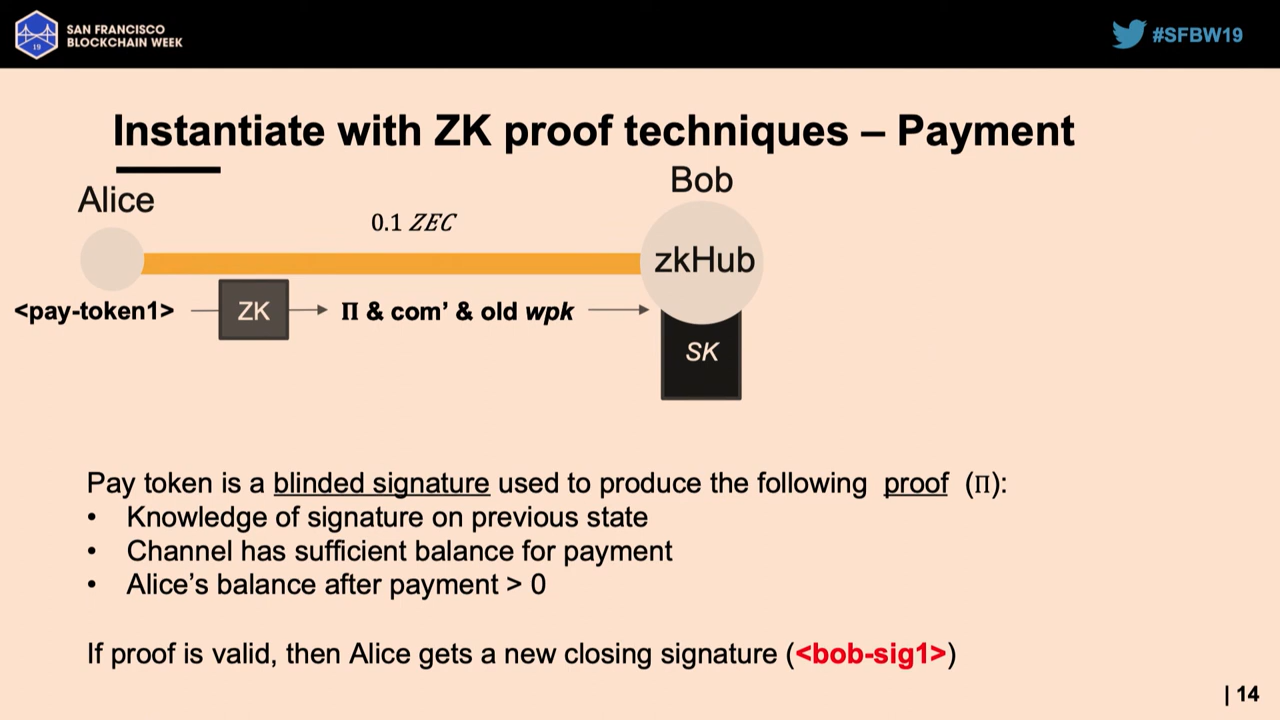 SAN FRANCISCO
BLOCKCHAIN WEEK
19
#SFBW19
Instantiate with ZK proof techniques – Payment
Alice
Bob
0.1 ZEC
zkHub
<pay-token1>
ZK
Π & com’ & old wpk
SK
Pay token is a blinded signature used to produce the following proof (Π):
• Knowledge of signature on previous state
• Channel has sufficient balance for payment
• Alice’s balance after payment > 0
If proof is valid, then Alice gets a new closing signature (<bob-sig1>)
| 14